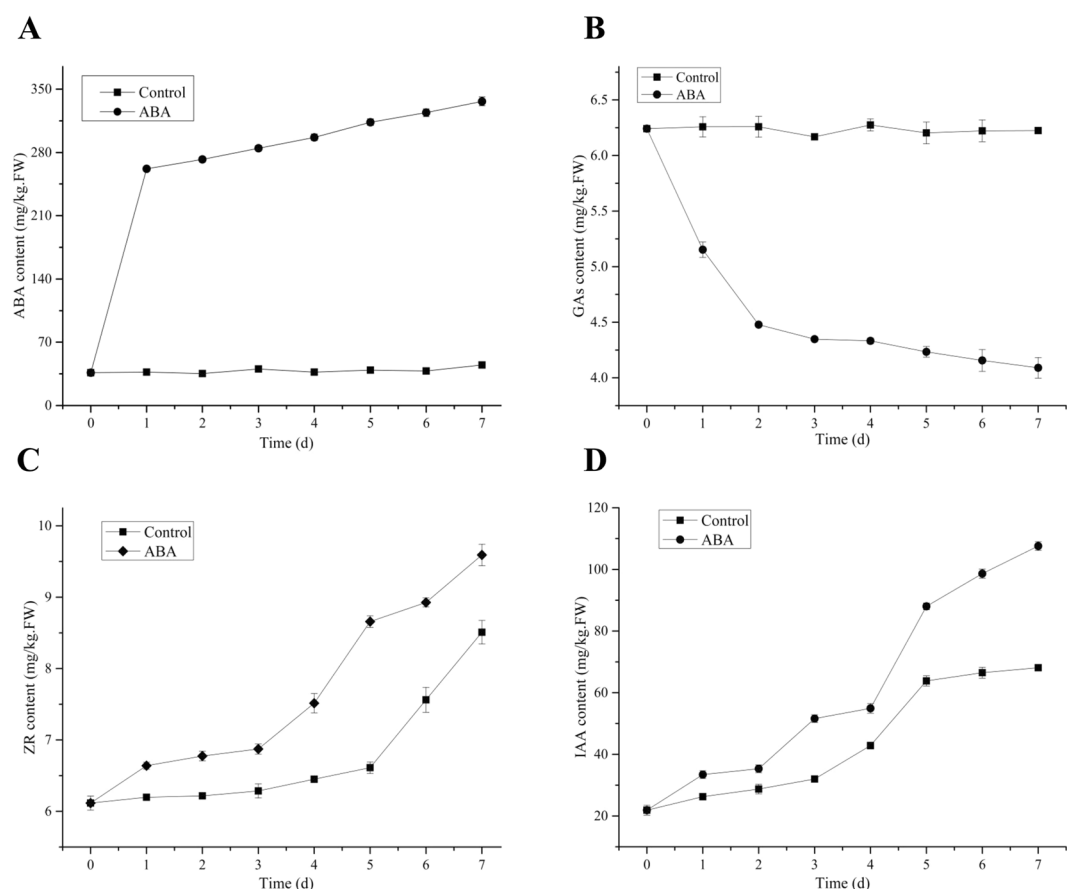 A
Control
ABA
350
280
210
140
70
0
ABA content (mg/kg.FW)
0 1 2 3 4 5 6 7
Time (d)
B
Control
ABA
6.5
6.0
5.5
5.0
4.5
4.0
GAs content (mg/kg.FW)
0 1 2 3 4 5 6 7
Time (d)
C
Control
ABA
10
9
8
7
6
ZR content (mg/kg.FW)
0 1 2 3 4 5 6 7
Time (d)
D
Control
ABA
120
100
80
60
40
20
IAA content (mg/kg.FW)
0 1 2 3 4 5 6 7
Time (d)